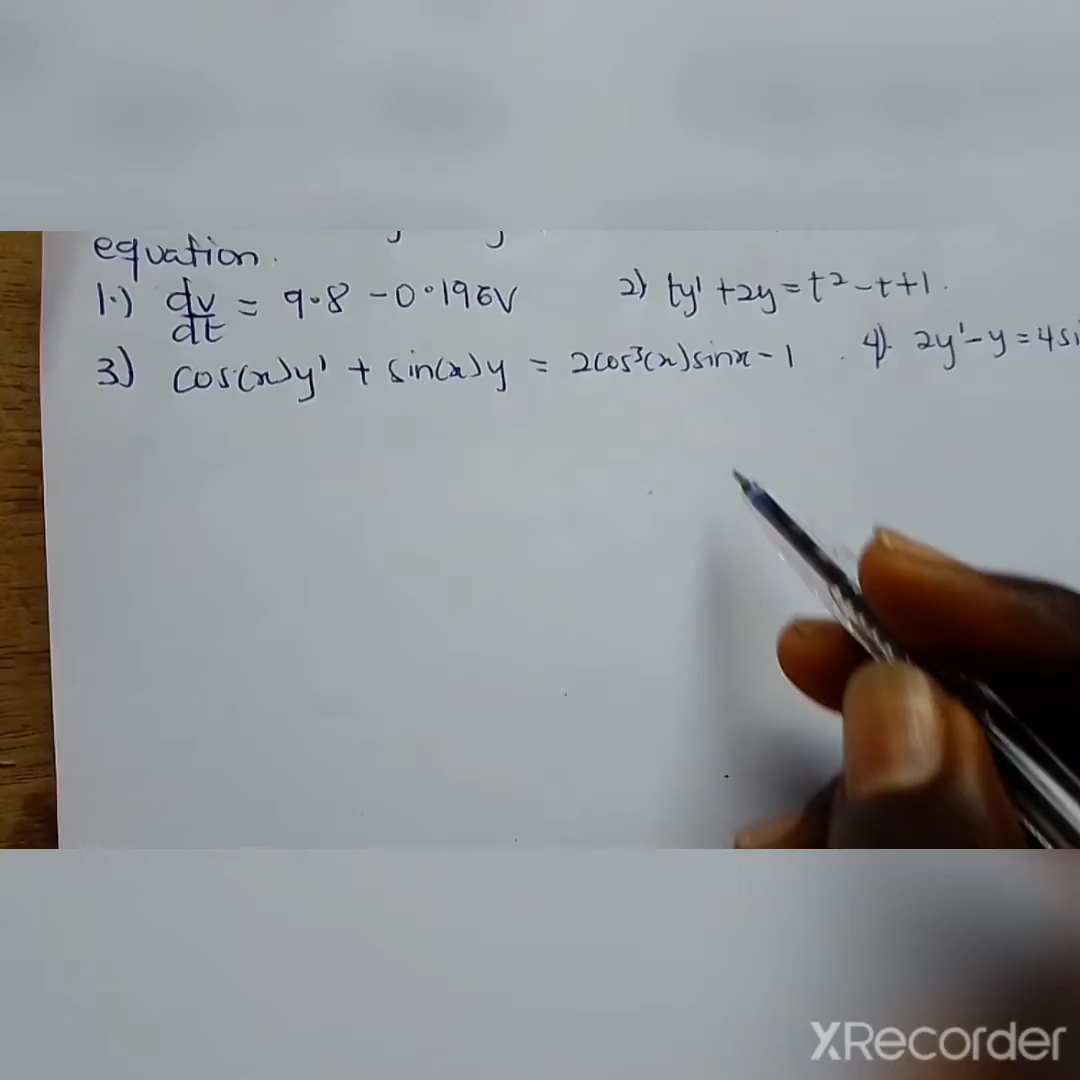 equation.
1.) dv/dt = 9.8 - 0.196V 2) ty' + 2y = t² - t + 1.
3) cos(x)y' + sin(x)y = 2cos³(x)sinx - 1 . 4). 2y' - y = 4si
XRecorder